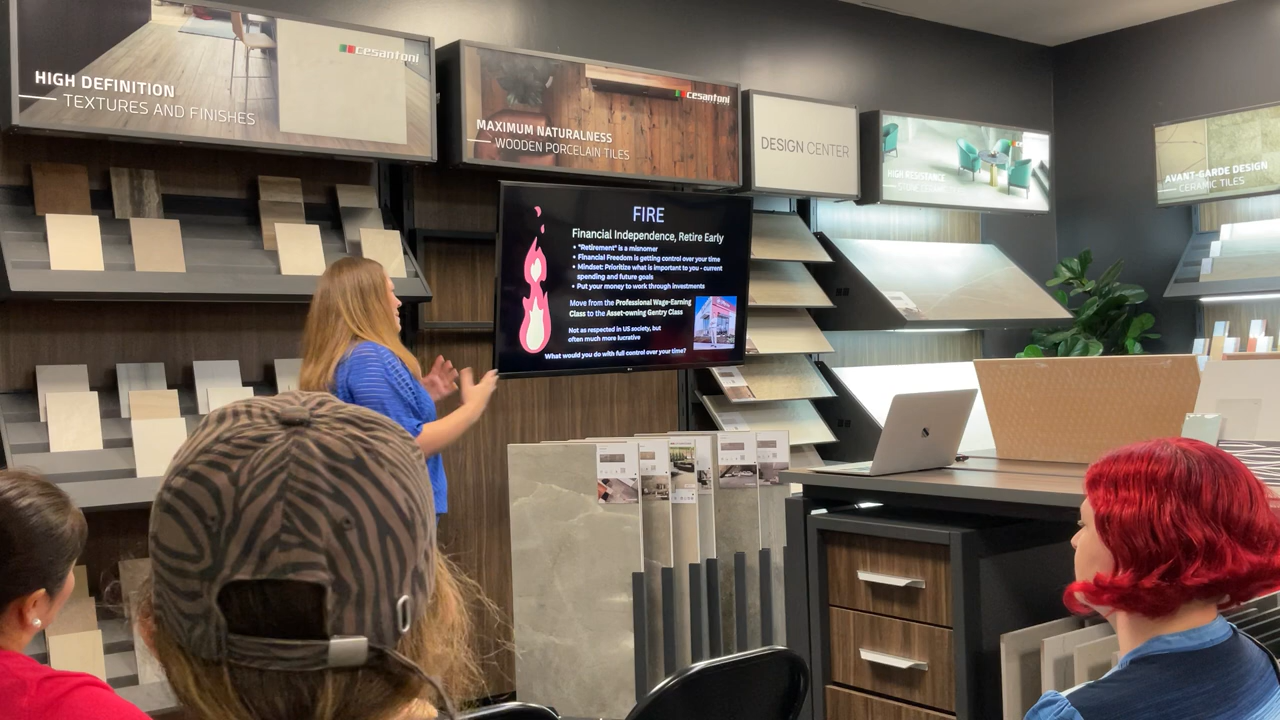 cesantoni
HIGH DEFINITION
TEXTURES AND FINISHES
cesantoni
MAXIMUM NATURALNESS
WOODEN PORCELAIN TILES
DESIGN CENTER
HIGH RESISTANCE
AVANT-GARDE DESIGN
CERAMIC TILES
FIRE
Financial Independence, Retire Early
• "Retirement" is a misnomer
• Financial Freedom is getting control over your time
• Mindset: Prioritize what is important to you - current
spending and future goals
• Put your money to work through investments
Move from the Professional Wage-Earning
Class to the Asset-owning Gentry Class
Not as respected in US society, but
often much more lucrative
What would you do with full control over your time?